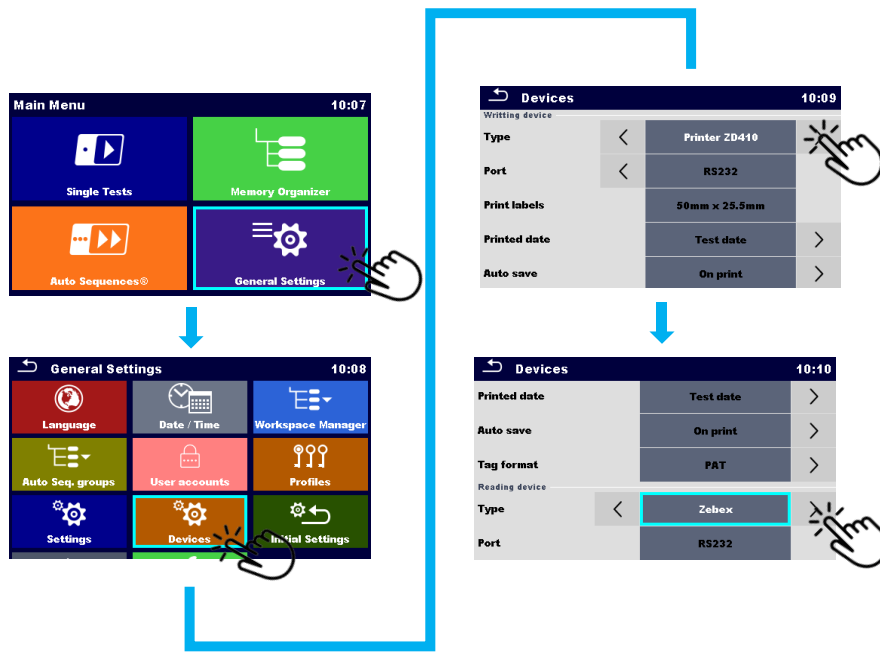 Main Menu 10:07
Single Tests
Memory Organizer
Auto Sequences®
General Settings
General Settings 10:08
Language
Date / Time
Workspace Manager
Auto Seq. groups
User accounts
Profiles
Settings
Devices
Initial Settings
Devices 10:09
Writting device
Type Printer ZD410
Port RS232
Print labels 50mm x 25.5mm
Printed date Test date
Auto save On print
Devices 10:10
Printed date Test date
Auto save On print
Tag format PAT
Reading device
Type Zebex
Port RS232